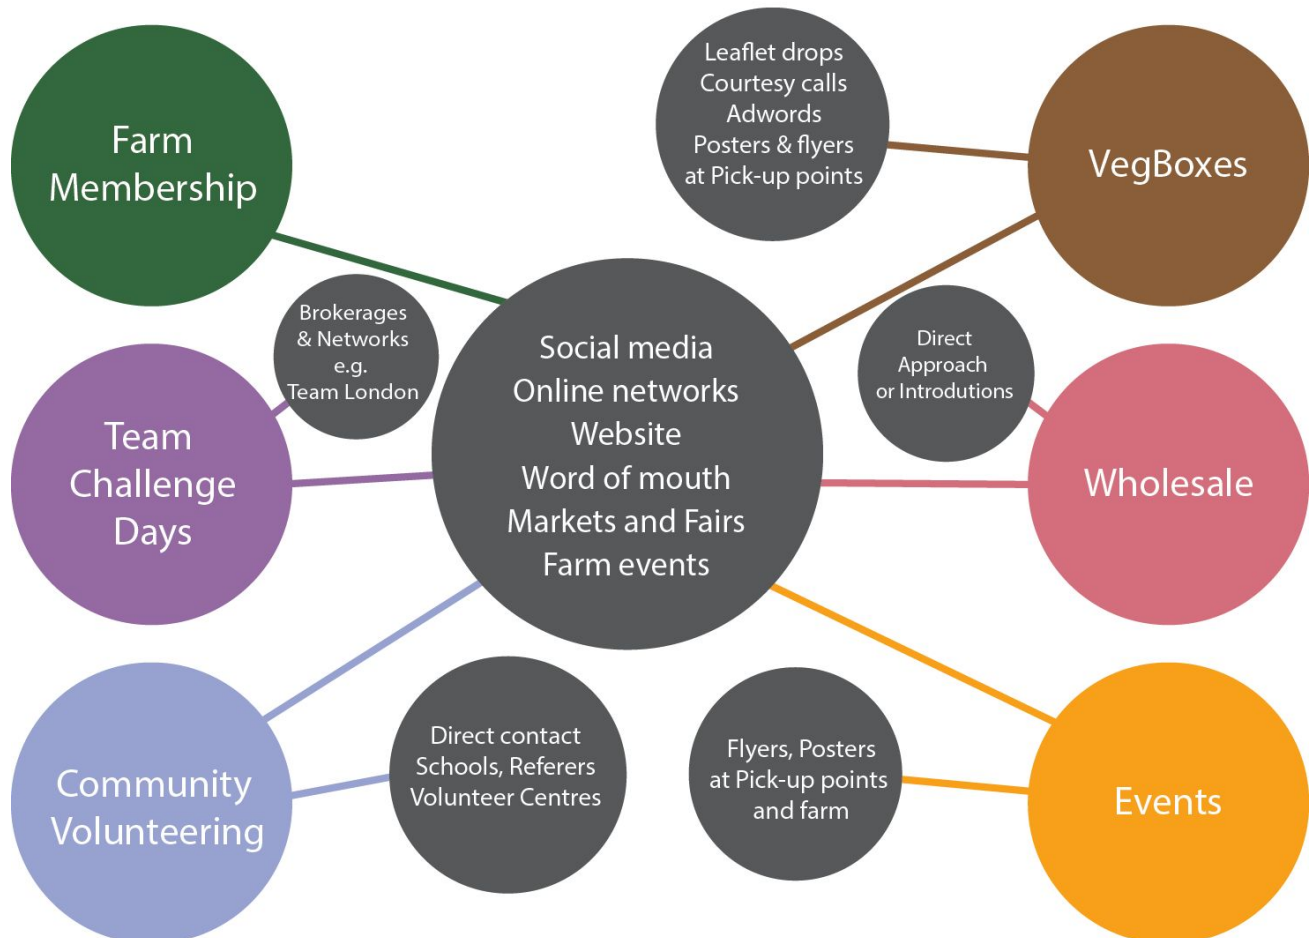 Farm
Membership
Leaflet drops
Courtesy calls
Adwords
Posters & flyers
at Pick-up points
VegBoxes
Brokerages
& Networks
e.g.
Team London
Social media
Online networks
Website
Word of mouth
Markets and Fairs
Farm events
Direct
Approach
or Introdutions
Team
Challenge
Days
Wholesale
Community
Volunteering
Direct contact
Schools, Referers
Volunteer Centres
Flyers, Posters
at Pick-up points
and farm
Events